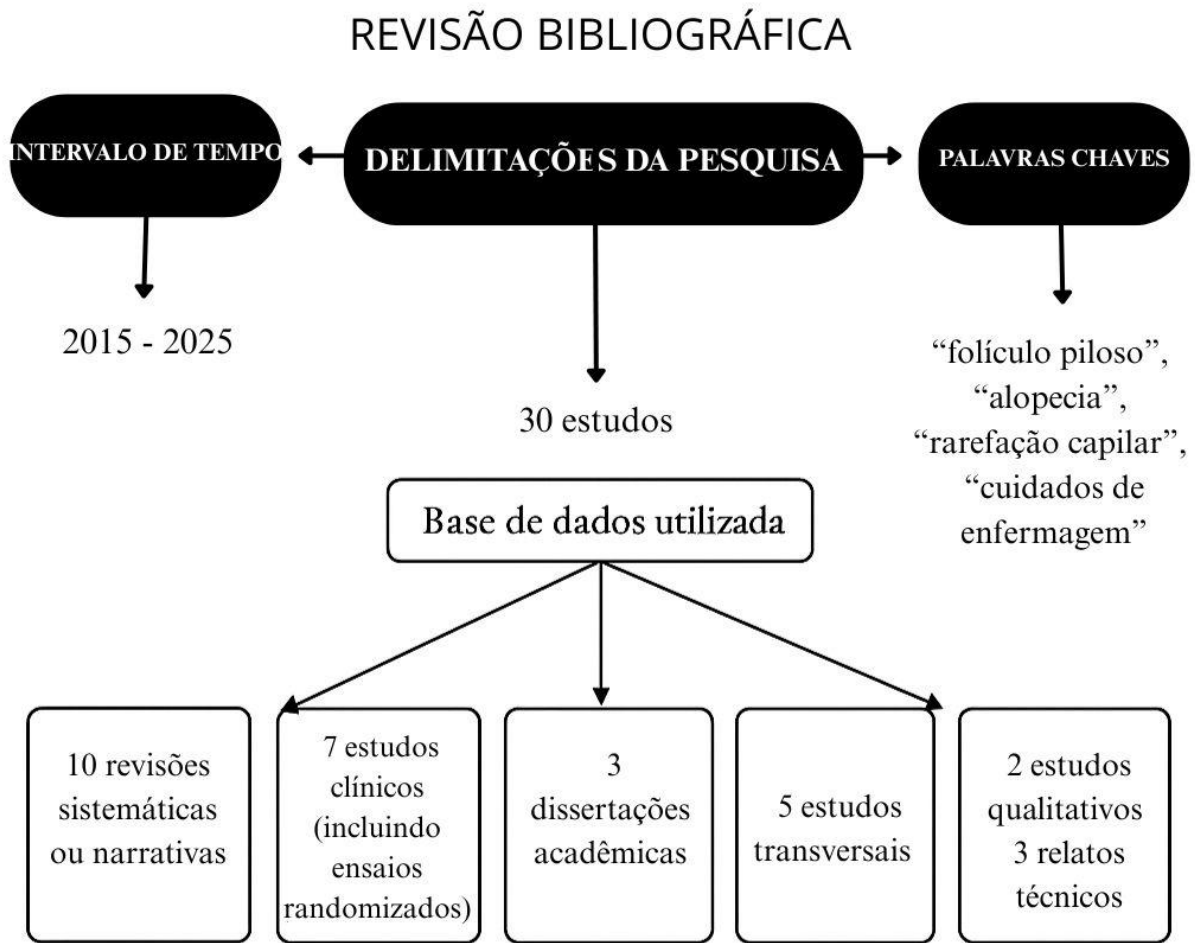 REVISÃO BIBLIOGRÁFICA
INTERVALO DE TEMPO
DELIMITAÇÕES DA PESQUISA
PALAVRAS CHAVES
2015 - 2025
30 estudos
“folículo piloso”,
“alopecia”,
“rarefação capilar”,
“cuidados de
enfermagem”
Base de dados utilizada
10 revisões
sistemáticas
ou narrativas
7 estudos
clínicos
(incluindo
ensaios
randomizados)
3
dissertações
acadêmicas
5 estudos
transversais
2 estudos
qualitativos
3 relatos
técnicos